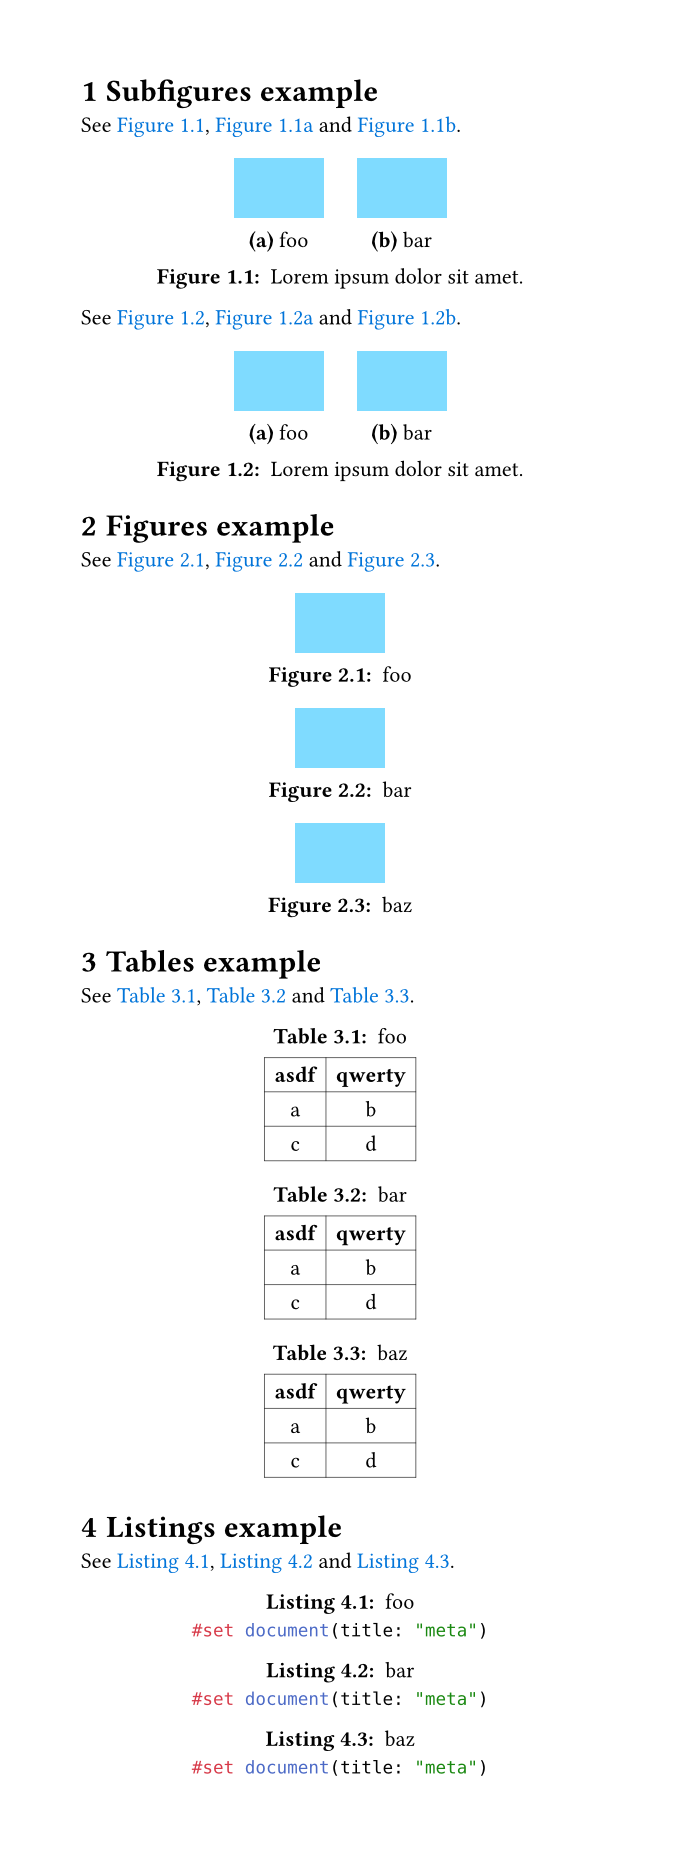 1 Subfigures example
See Figure 1.1, Figure 1.1a and Figure 1.1b.
(a) foo (b) bar
Figure 1.1: Lorem ipsum dolor sit amet.
See Figure 1.2, Figure 1.2a and Figure 1.2b.
(a) foo (b) bar
Figure 1.2: Lorem ipsum dolor sit amet.
2 Figures example
See Figure 2.1, Figure 2.2 and Figure 2.3.
Figure 2.1: foo
Figure 2.2: bar
Figure 2.3: baz
3 Tables example
See Table 3.1, Table 3.2 and Table 3.3.
Table 3.1: foo
asdf qwerty
a b
c d
Table 3.2: bar
asdf qwerty
a b
c d
Table 3.3: baz
asdf qwerty
a b
c d
4 Listings example
See Listing 4.1, Listing 4.2 and Listing 4.3.
Listing 4.1: foo
#set document(title: "meta")
Listing 4.2: bar
#set document(title: "meta")
Listing 4.3: baz
#set document(title: "meta")